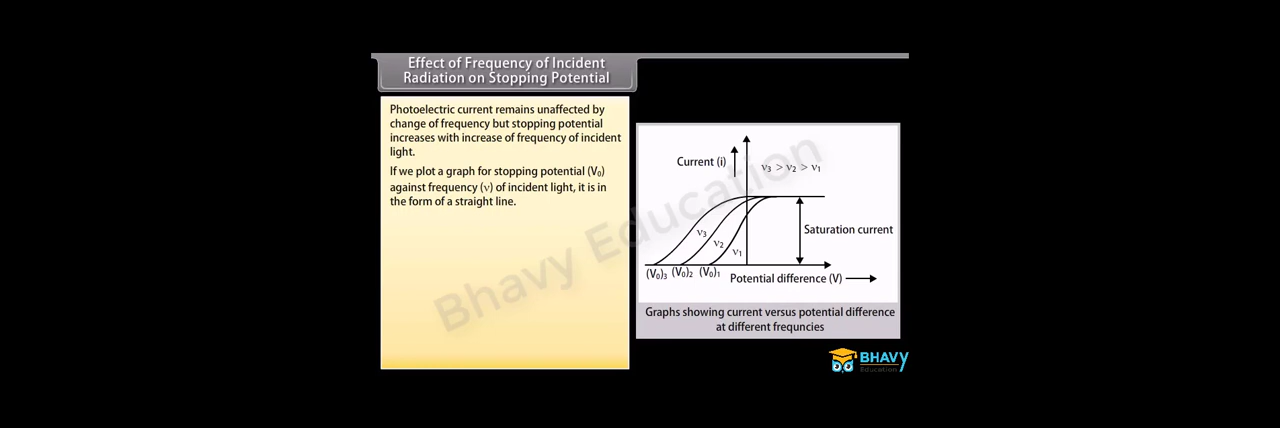 Effect of Frequency of Incident
Radiation on Stopping Potential
Photoelectric current remains unaffected by
change of frequency but stopping potential
increases with increase of frequency of incident
light.
If we plot a graph for stopping potential (V₀)
against frequency (ν) of incident light, it is in
the form of a straight line.
Current (i)
ν₃ > ν₂ > ν₁
Saturation current
ν₃
ν₂
ν₁
(V₀)₃ (V₀)₂ (V₀)₁
Potential difference (V)
Graphs showing current versus potential difference
at different frequncies
Bhavy Education
BHAVY
Education